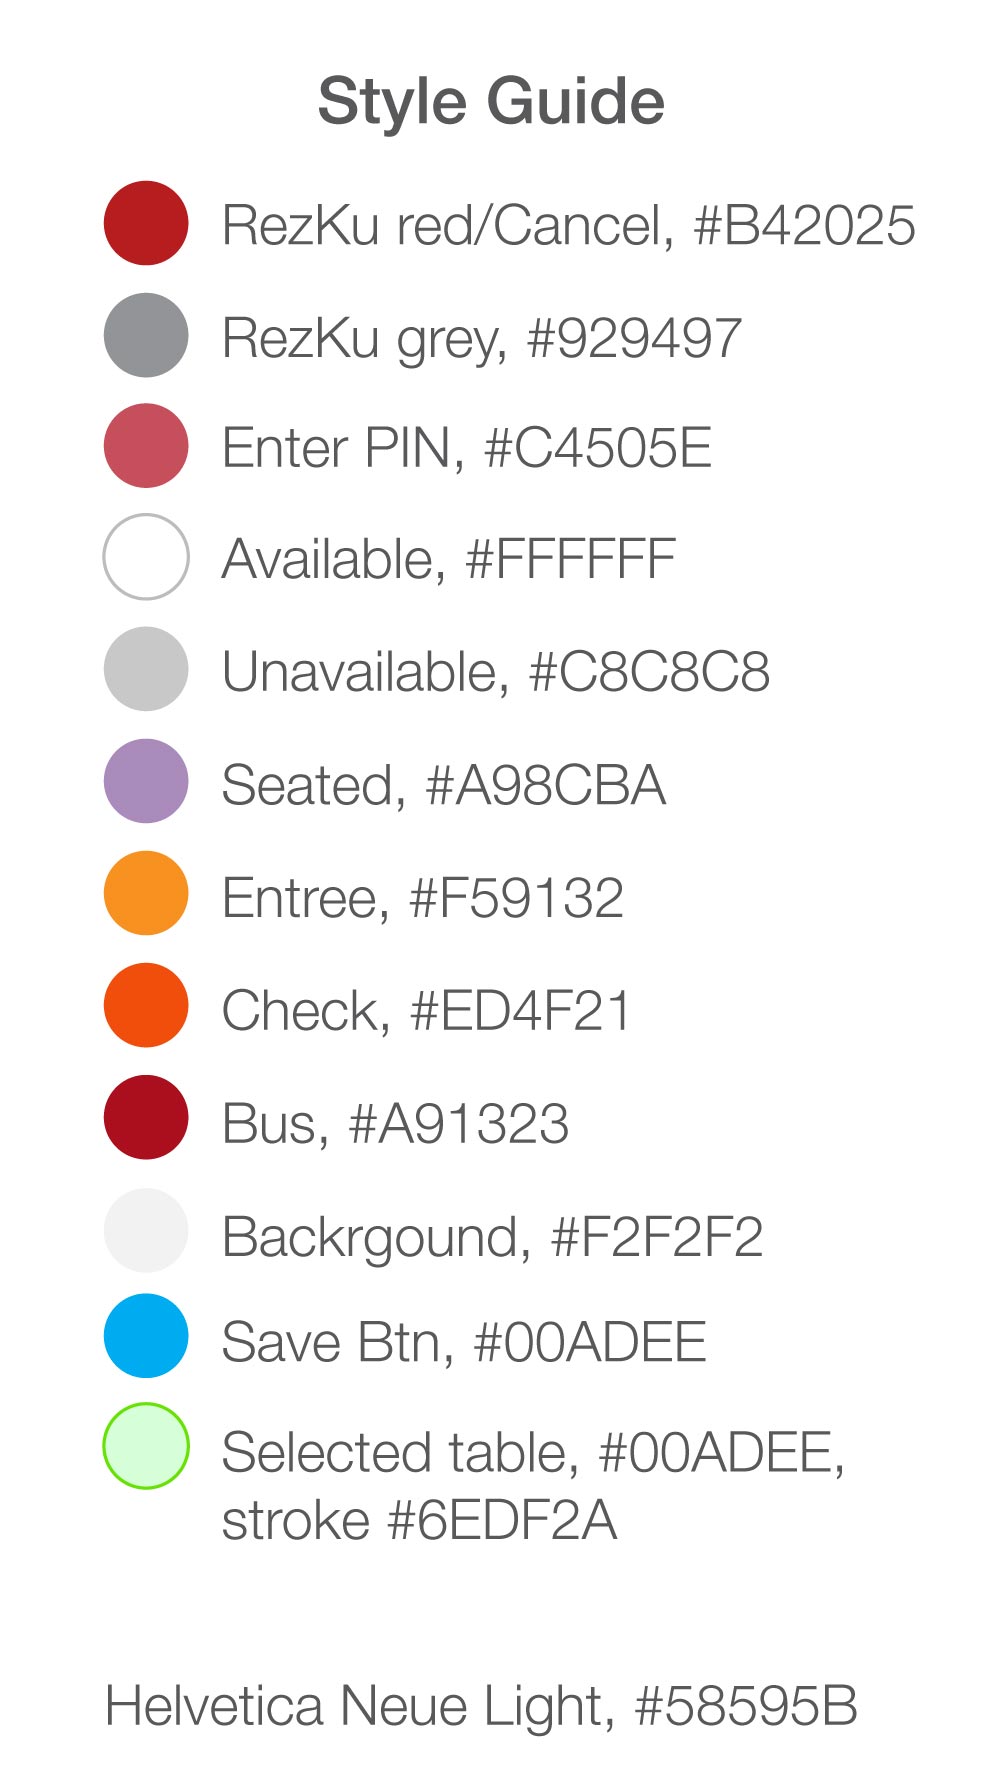 Style Guide
RezKu red/Cancel, #B42025
RezKu grey, #929497
Enter PIN, #C4505E
Available, #FFFFFF
Unavailable, #C8C8C8
Seated, #A98CBA
Entree, #F59132
Check, #ED4F21
Bus, #A91323
Backrgound, #F2F2F2
Save Btn, #00ADEE
Selected table, #00ADEE,
stroke #6EDF2A
Helvetica Neue Light, #58595B